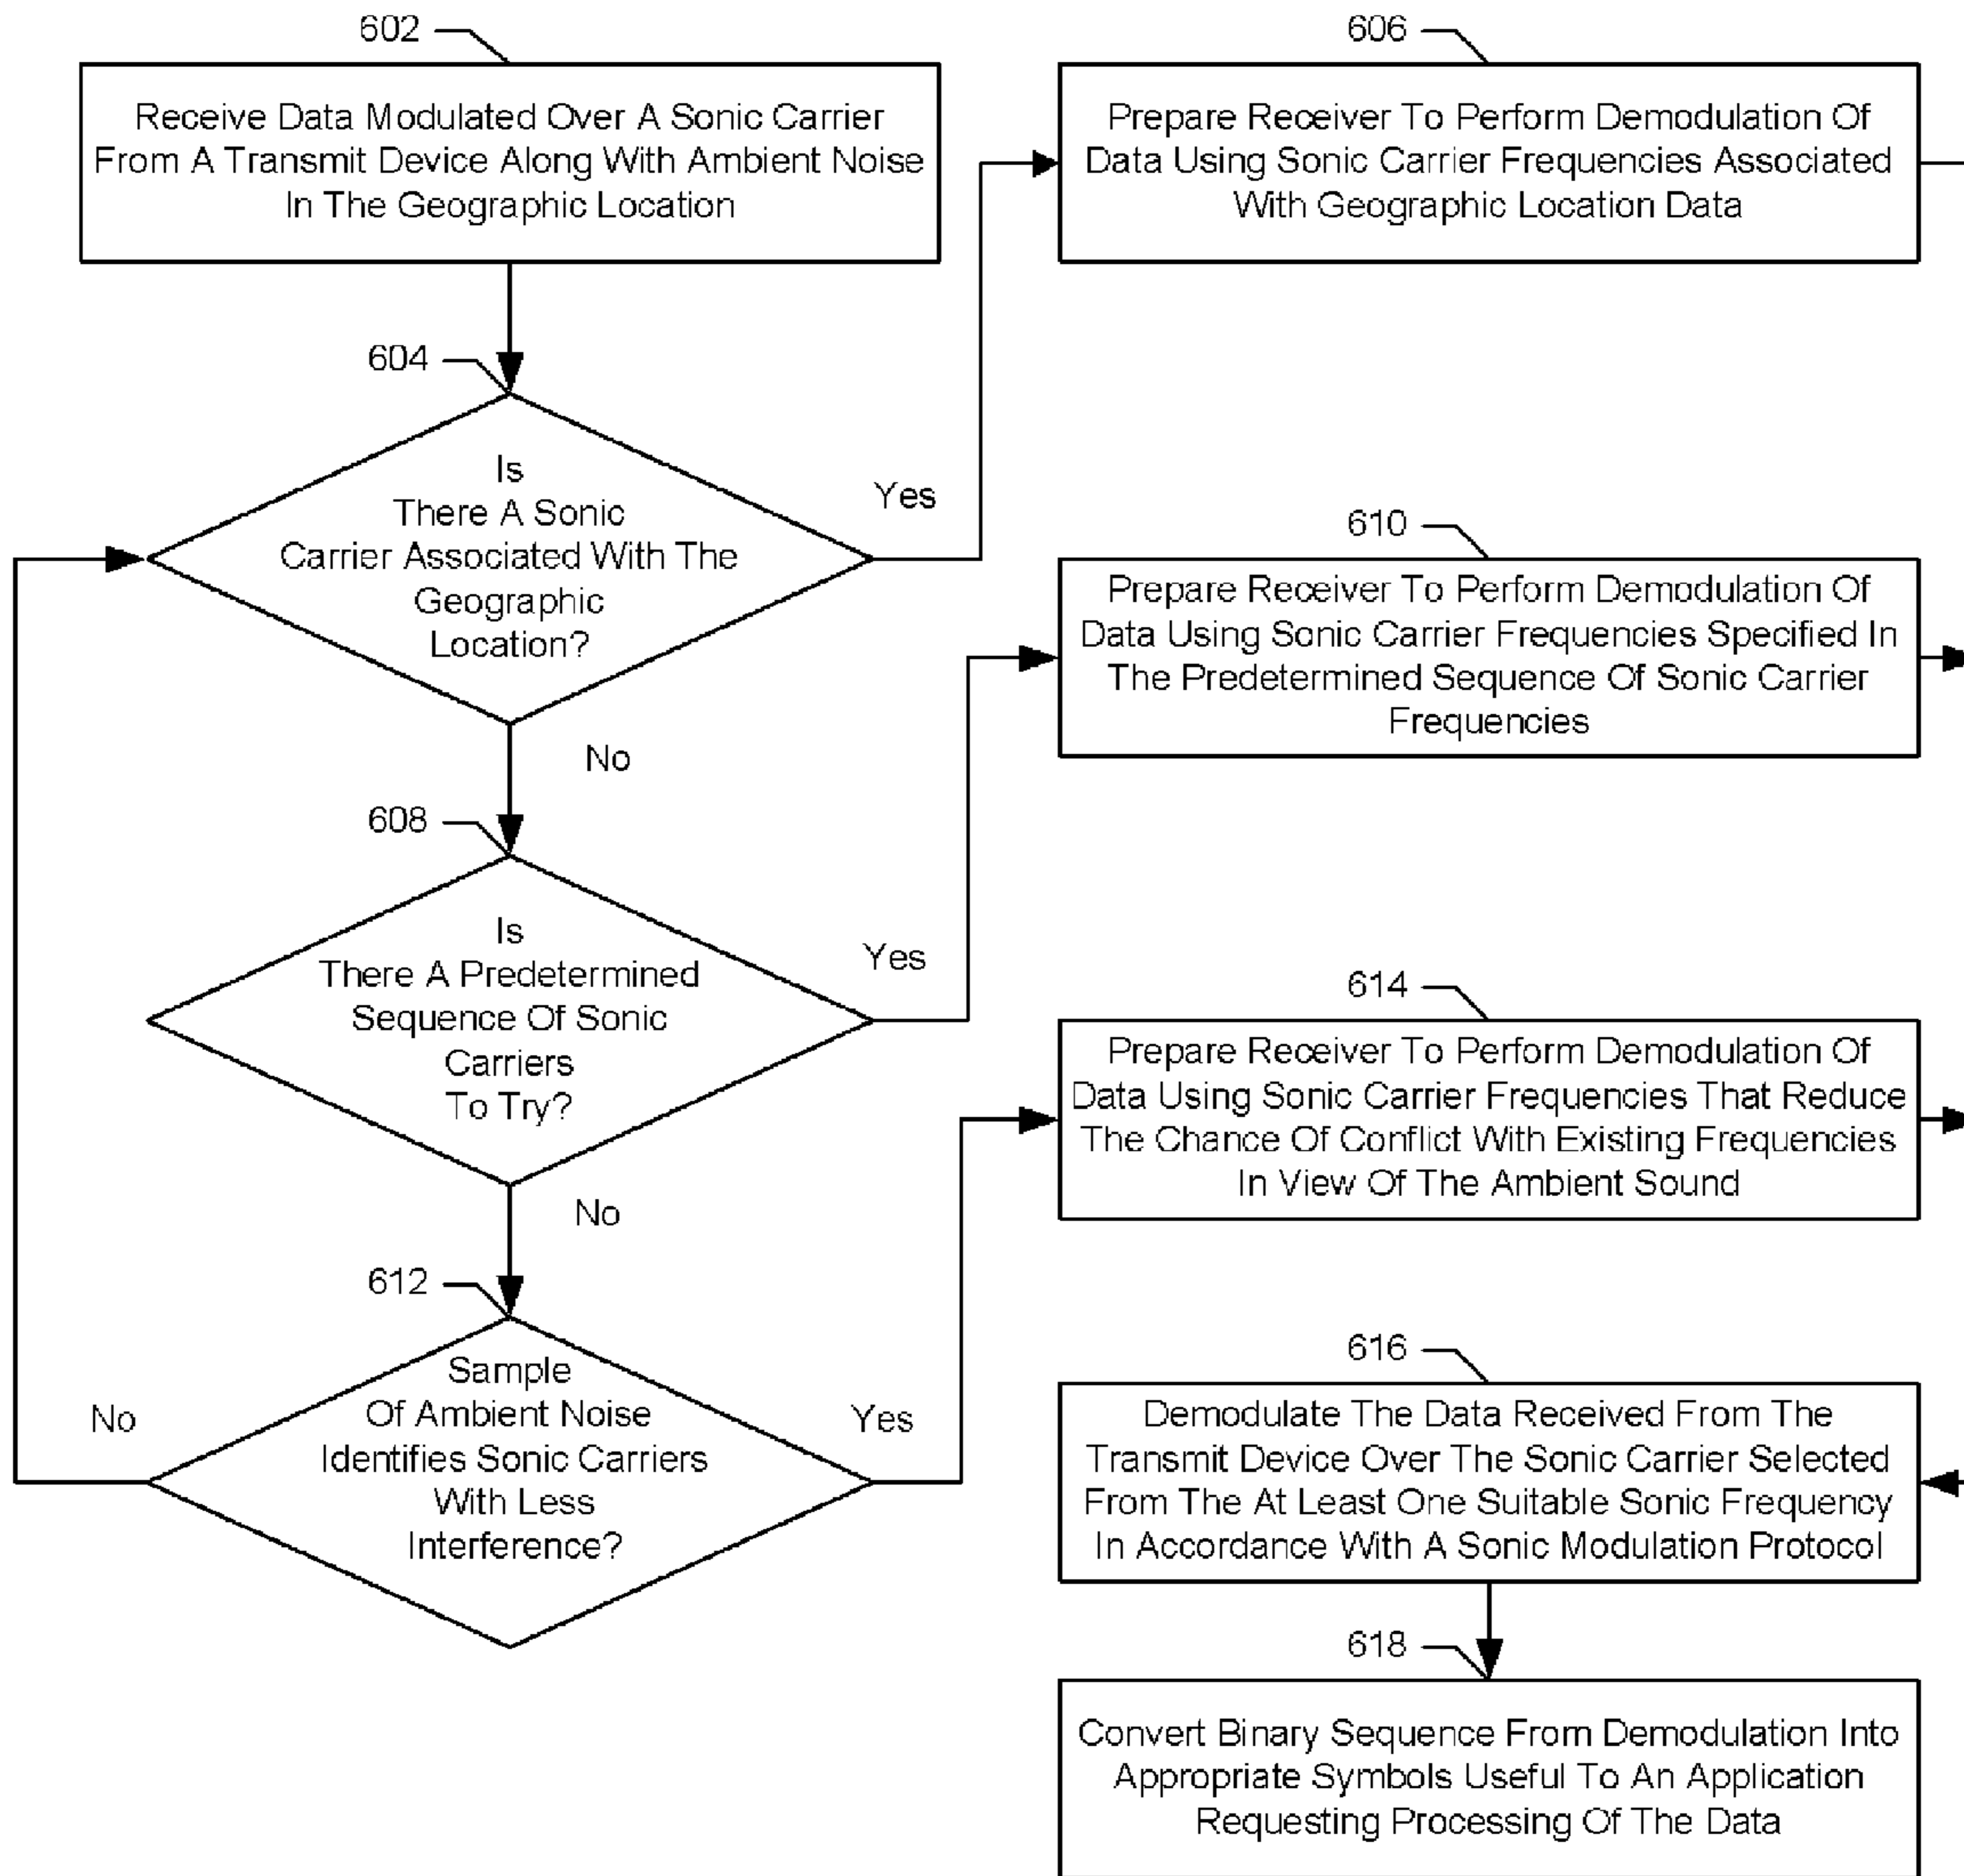 602
Receive Data Modulated Over A Sonic Carrier
From A Transmit Device Along With Ambient Noise
In The Geographic Location
604
Is
There A Sonic
Carrier Associated With The
Geographic
Location?
Yes
No
606
Prepare Receiver To Perform Demodulation Of
Data Using Sonic Carrier Frequencies Associated
With Geographic Location Data
608
Is
There A Predetermined
Sequence Of Sonic
Carriers
To Try?
Yes
No
610
Prepare Receiver To Perform Demodulation Of
Data Using Sonic Carrier Frequencies Specified In
The Predetermined Sequence Of Sonic Carrier
Frequencies
612
Sample
Of Ambient Noise
Identifies Sonic Carriers
With Less
Interference?
No
Yes
614
Prepare Receiver To Perform Demodulation Of
Data Using Sonic Carrier Frequencies That Reduce
The Chance Of Conflict With Existing Frequencies
In View Of The Ambient Sound
616
Demodulate The Data Received From The
Transmit Device Over The Sonic Carrier Selected
From The At Least One Suitable Sonic Frequency
In Accordance With A Sonic Modulation Protocol
618
Convert Binary Sequence From Demodulation Into
Appropriate Symbols Useful To An Application
Requesting Processing Of The Data